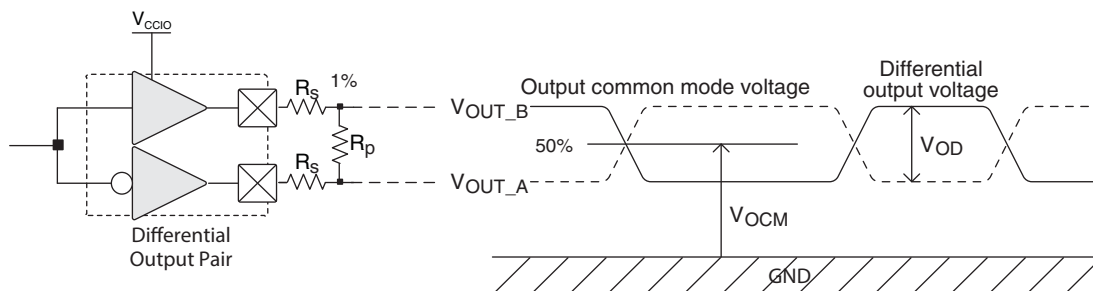 VCCIO
Rs
1%
Rp
Rs
Differential
Output Pair
VOUT_B
VOUT_A
Output common mode voltage
50%
VOCM
Differential
output voltage
VOD
GND